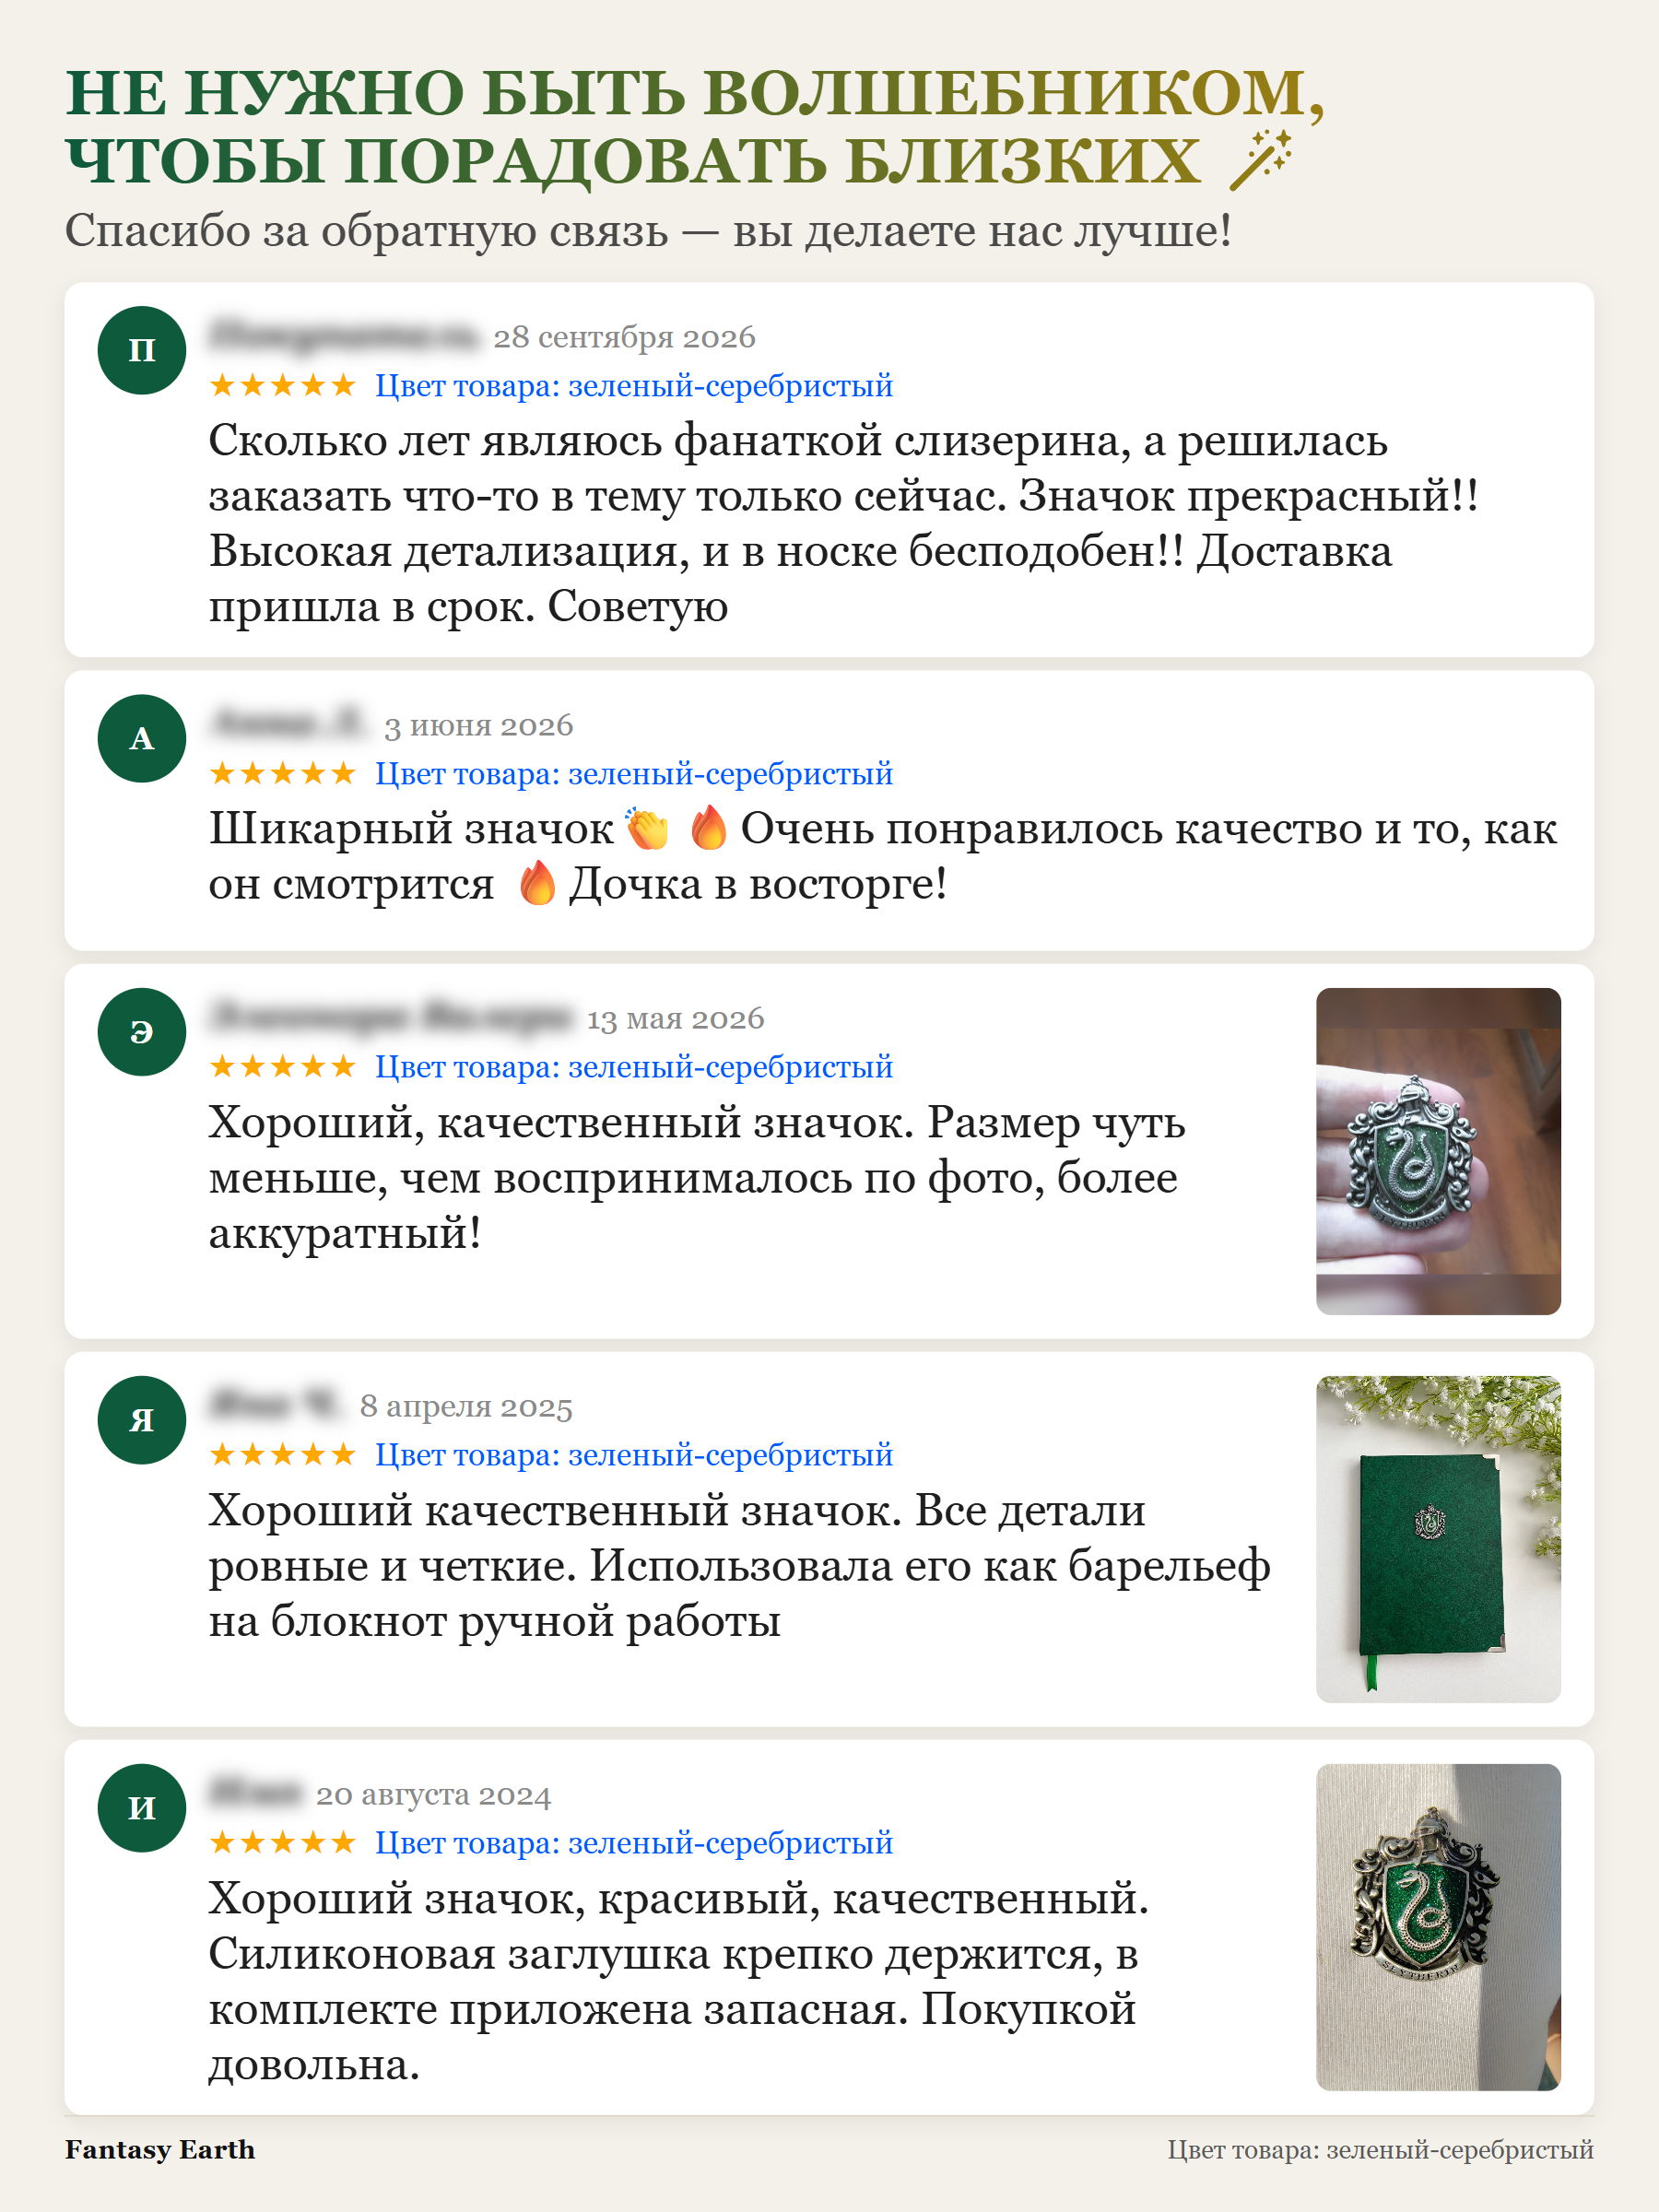 НЕ НУЖНО БЫТЬ ВОЛШЕБНИКОМ,
ЧТОБЫ ПОРАДОВАТЬ БЛИЗКИХ
Спасибо за обратную связь — вы делаете нас лучше!
П
28 сентября 2026
★★★★★ Цвет товара: зеленый-серебристый
Сколько лет являюсь фанаткой слизерина, а решилась
заказать что-то в тему только сейчас. Значок прекрасный!!
Высокая детализация, и в носке бесподобен!! Доставка
пришла в срок. Советую
А
3 июня 2026
★★★★★ Цвет товара: зеленый-серебристый
Шикарный значок 👏 🔥 Очень понравилось качество и то, как
он смотрится 🔥 Дочка в восторге!
Э
13 мая 2026
★★★★★ Цвет товара: зеленый-серебристый
Хороший, качественный значок. Размер чуть
меньше, чем воспринималось по фото, более
аккуратный!
Я
8 апреля 2025
★★★★★ Цвет товара: зеленый-серебристый
Хороший качественный значок. Все детали
ровные и четкие. Использовала его как барельеф
на блокнот ручной работы
И
20 августа 2024
★★★★★ Цвет товара: зеленый-серебристый
Хороший значок, красивый, качественный.
Силиконовая заглушка крепко держится, в
комплекте приложена запасная. Покупкой
довольна.
SLYTHERIN
Fantasy Earth
Цвет товара: зеленый-серебристый